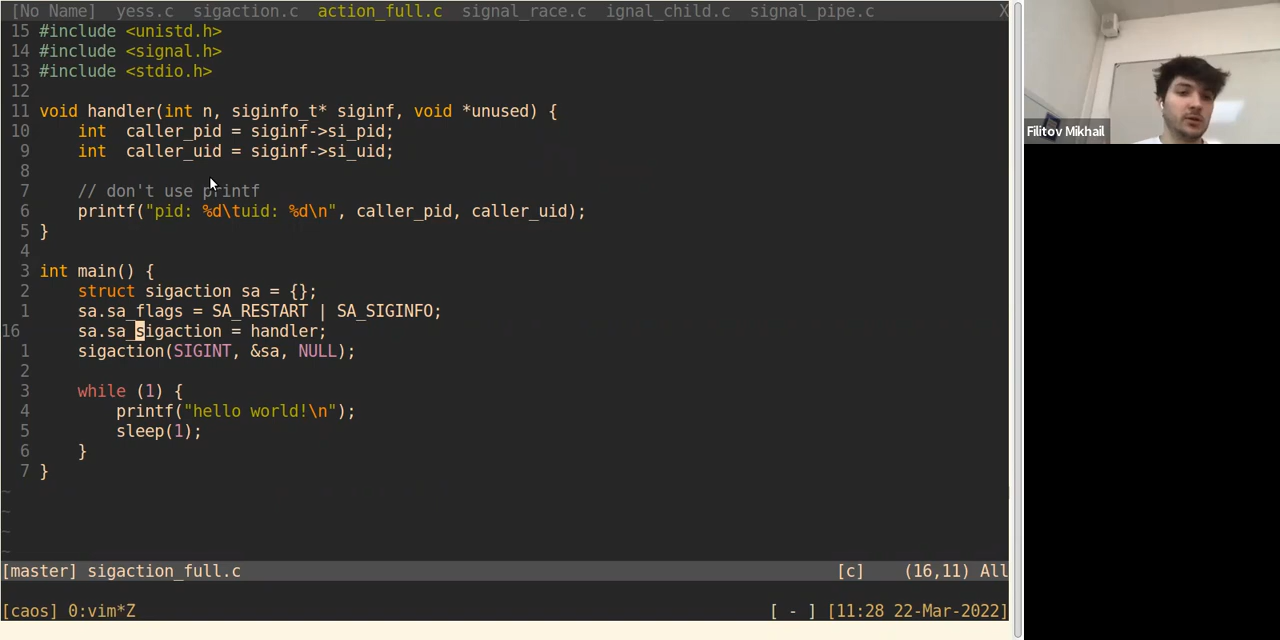 [No Name] yess.c sigaction.c action_full.c signal_race.c ignal_child.c signal_pipe.c X
15 #include <unistd.h>
14 #include <signal.h>
13 #include <stdio.h>
12
11 void handler(int n, siginfo_t* siginf, void *unused) {
10     int  caller_pid = siginf->si_pid;
9     int  caller_uid = siginf->si_uid;
8
7     // don't use printf
6     printf("pid: %d\tuid: %d\n", caller_pid, caller_uid);
5 }
4
3 int main() {
2     struct sigaction sa = {};
1     sa.sa_flags = SA_RESTART | SA_SIGINFO;
16     sa.sa_sigaction = handler;
1     sigaction(SIGINT, &sa, NULL);
2
3     while (1) {
4         printf("hello world!\n");
5         sleep(1);
6     }
7 }
~
~
~
~
[master] sigaction_full.c [c] (16,11) All
[caos] 0:vim*Z [ - ] [11:28 22-Mar-2022]
Filitov Mikhail